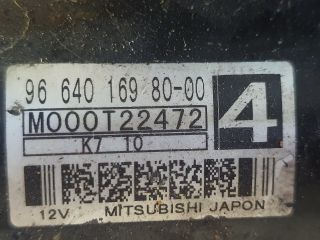 96 640 169 80-00
4
M000T22472
K7 10
12V MITSUBISHI JAPON